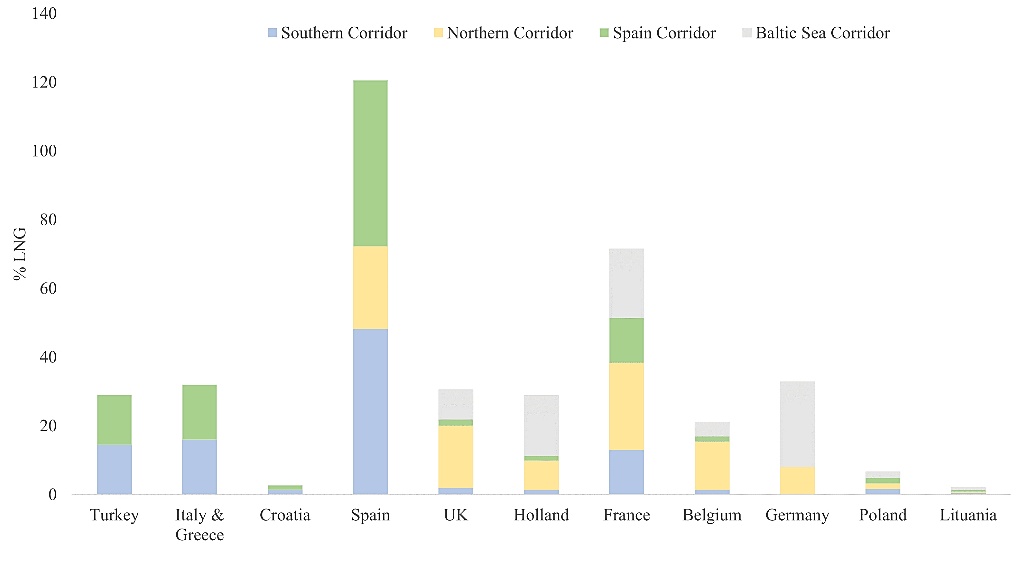 140
Southern Corridor Northern Corridor Spain Corridor Baltic Sea Corridor
120
100
80
% LNG
60
40
20
0
Turkey Italy & Greece Croatia Spain UK Holland France Belgium Germany Poland Lituania